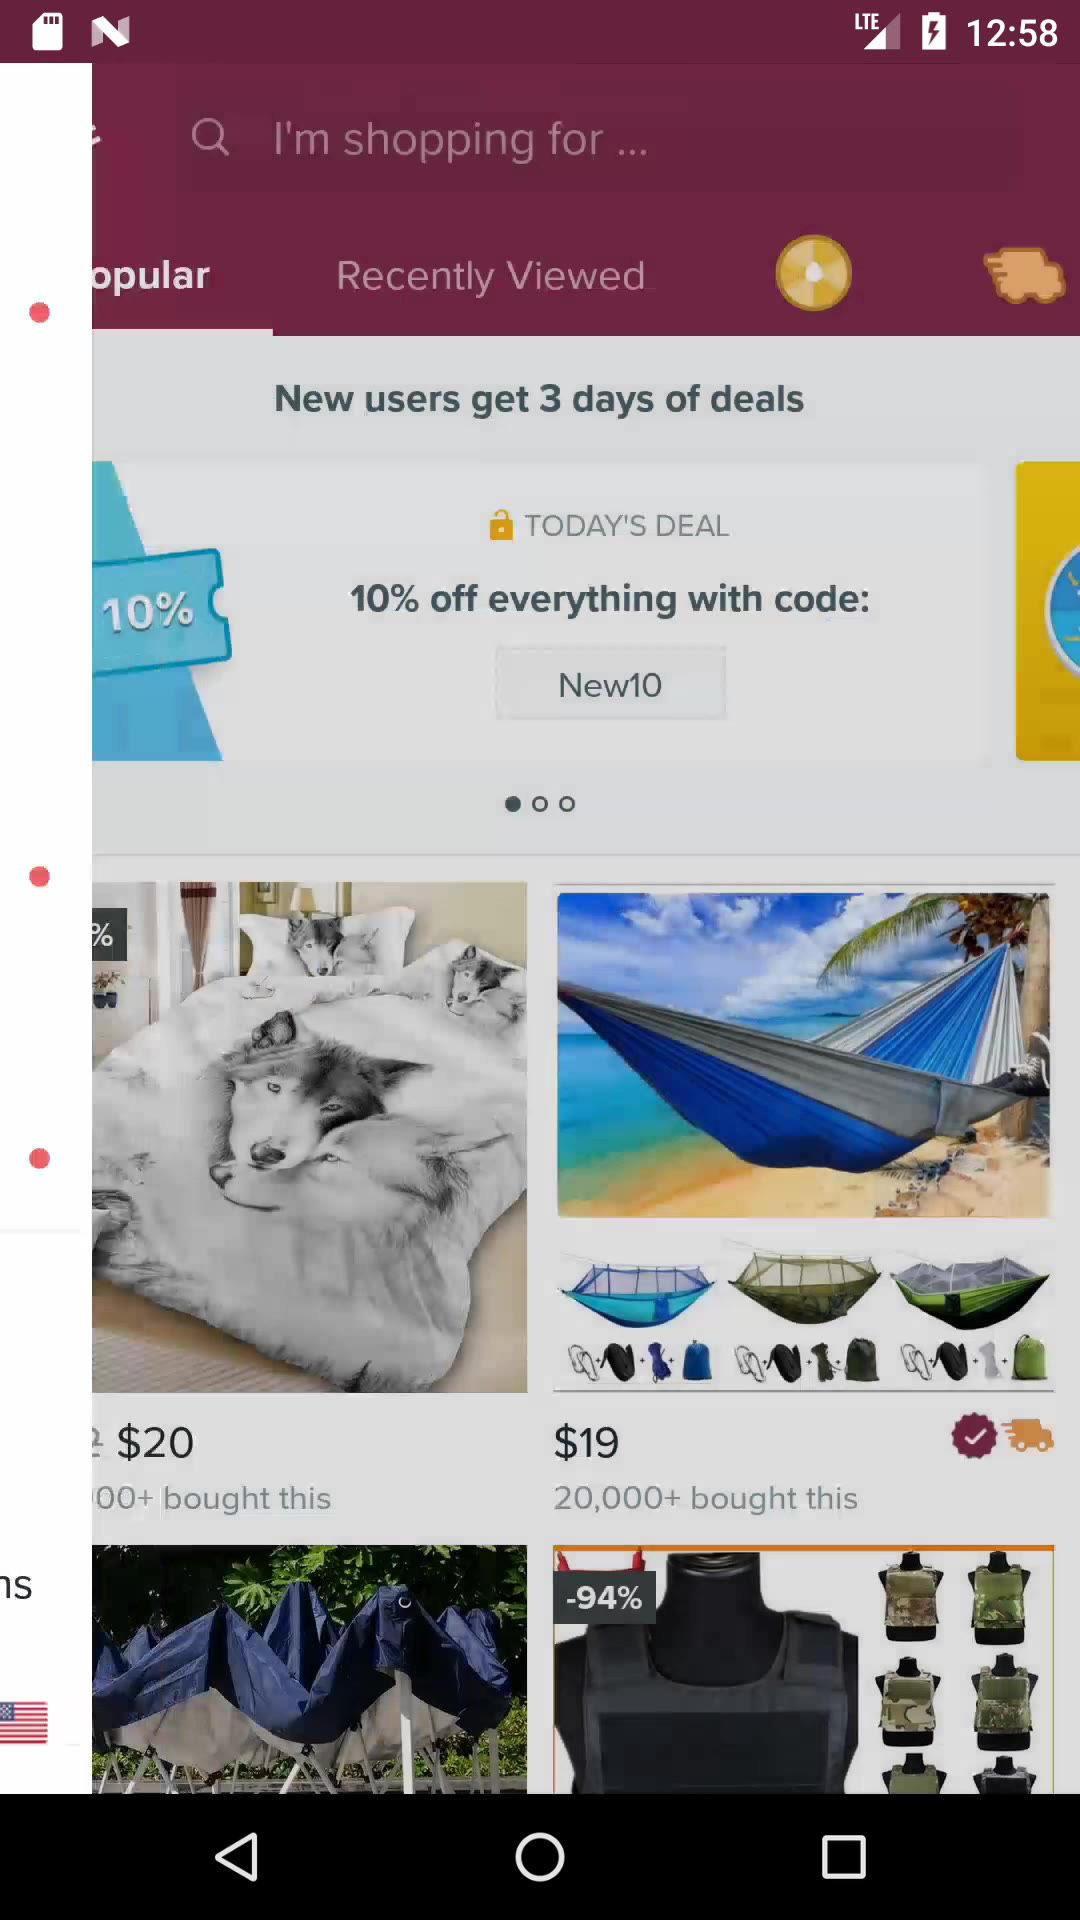 LTE 12:58
I'm shopping for ...
opular Recently Viewed
New users get 3 days of deals
TODAY'S DEAL
10% off everything with code:
10%
New10
%
$20 $19
00+ bought this 20,000+ bought this
-94%
ns